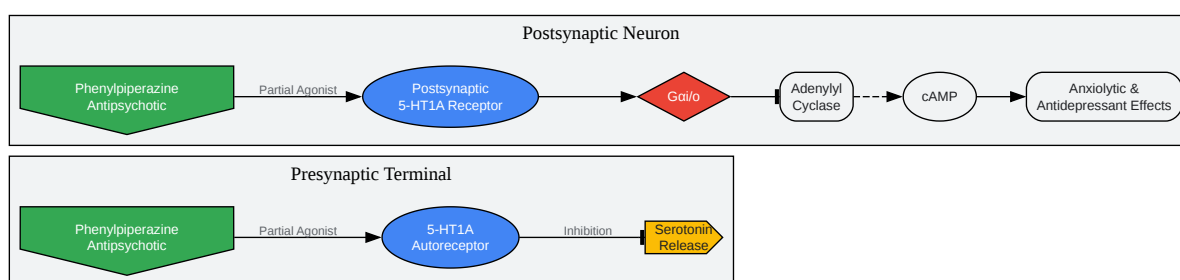 Postsynaptic Neuron
Phenylpiperazine
Antipsychotic
Partial Agonist
Postsynaptic
5-HT1A Receptor
Gαi/o
Adenylyl
Cyclase
cAMP
Anxiolytic &
Antidepressant Effects
Presynaptic Terminal
Phenylpiperazine
Antipsychotic
Partial Agonist
5-HT1A
Autoreceptor
Inhibition
Serotonin
Release